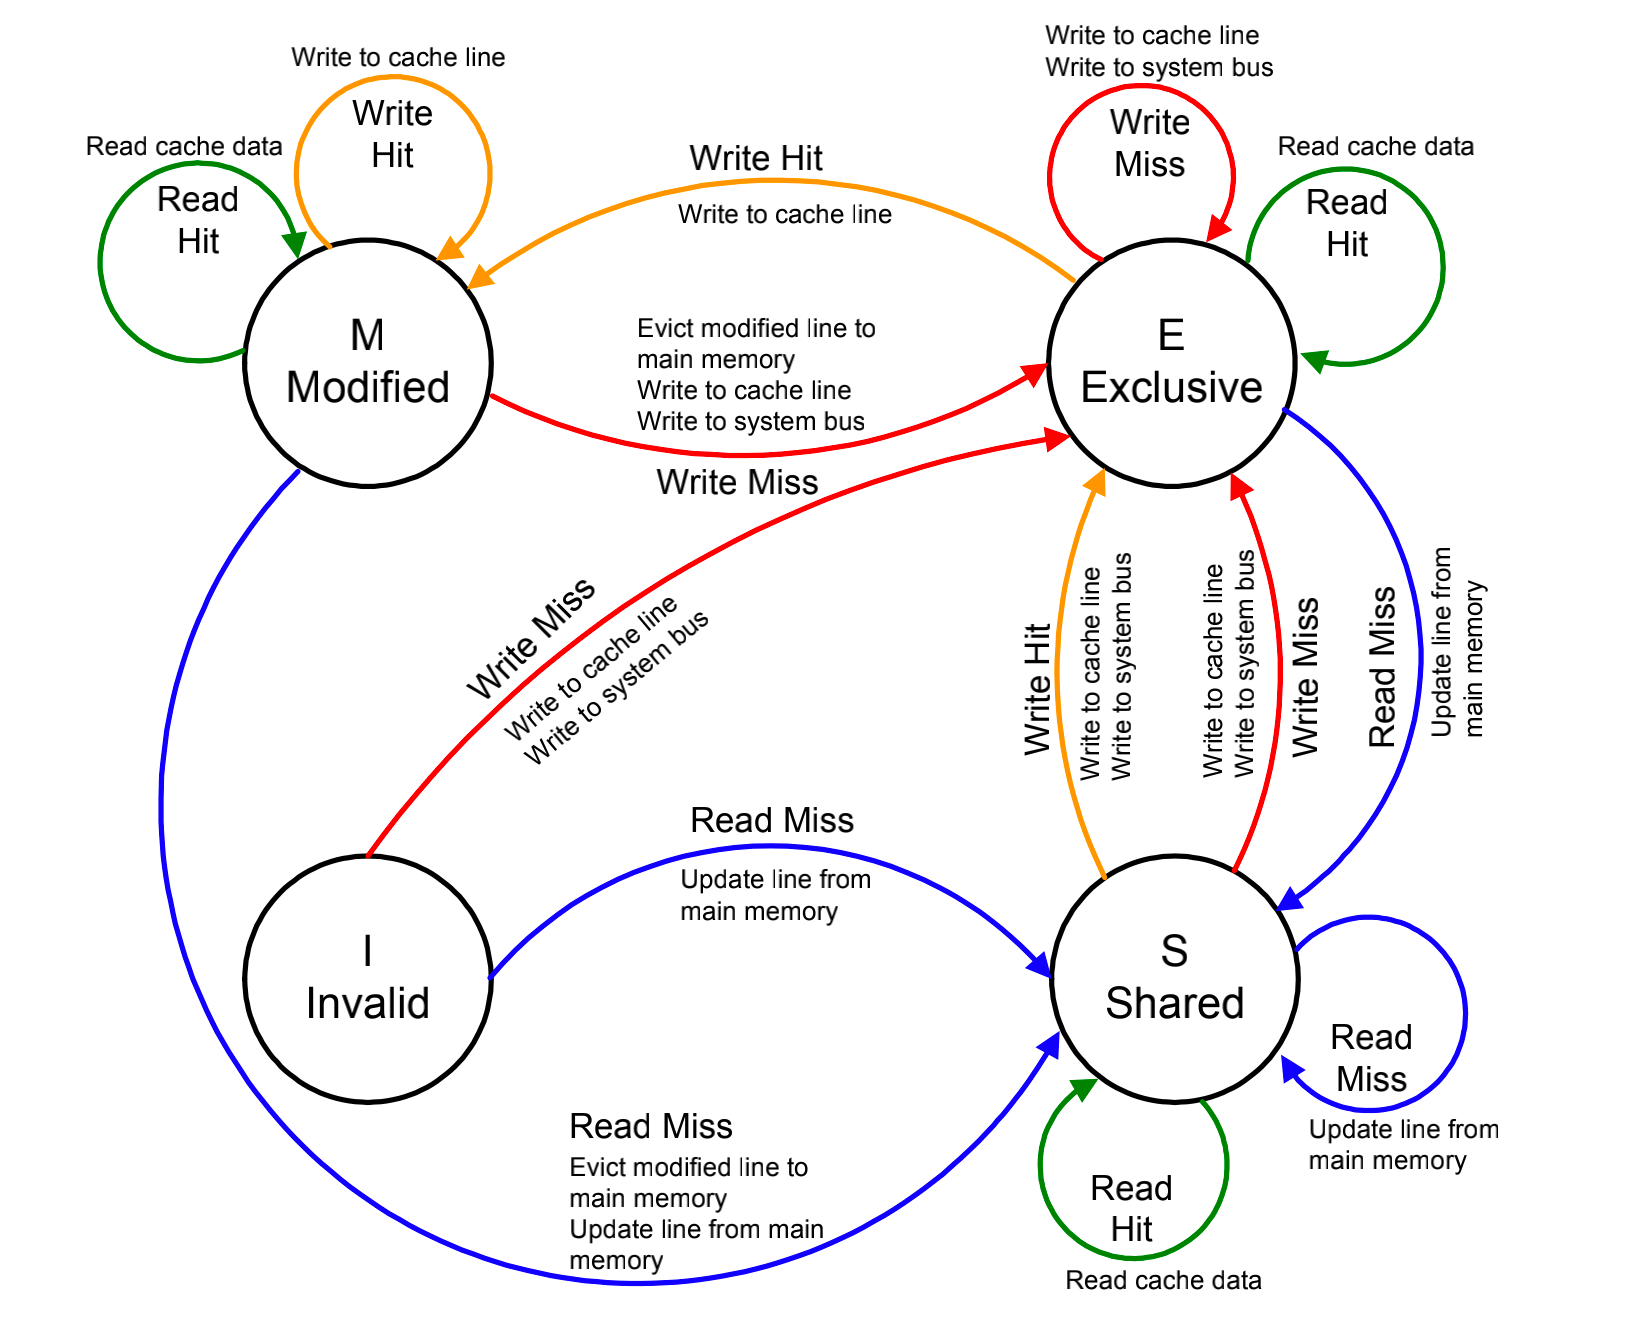 Write to cache line
Write
Hit
Read cache data
Read
Hit
Write Hit
Write to cache line
Write to cache line
Write to system bus
Write
Miss
Read cache data
Read
Hit
M
Modified
Evict modified line to
main memory
Write to cache line
Write to system bus
Write Miss
E
Exclusive
Write Miss
Write to cache line
Write to system bus
Write Hit
Write to cache line
Write to system bus
Write to cache line
Write to system bus
Write Miss
Read Miss
Update line from
main memory
Read Miss
Update line from
main memory
I
Invalid
S
Shared
Read
Miss
Update line from
main memory
Read Miss
Evict modified line to
main memory
Update line from main
memory
Read
Hit
Read cache data